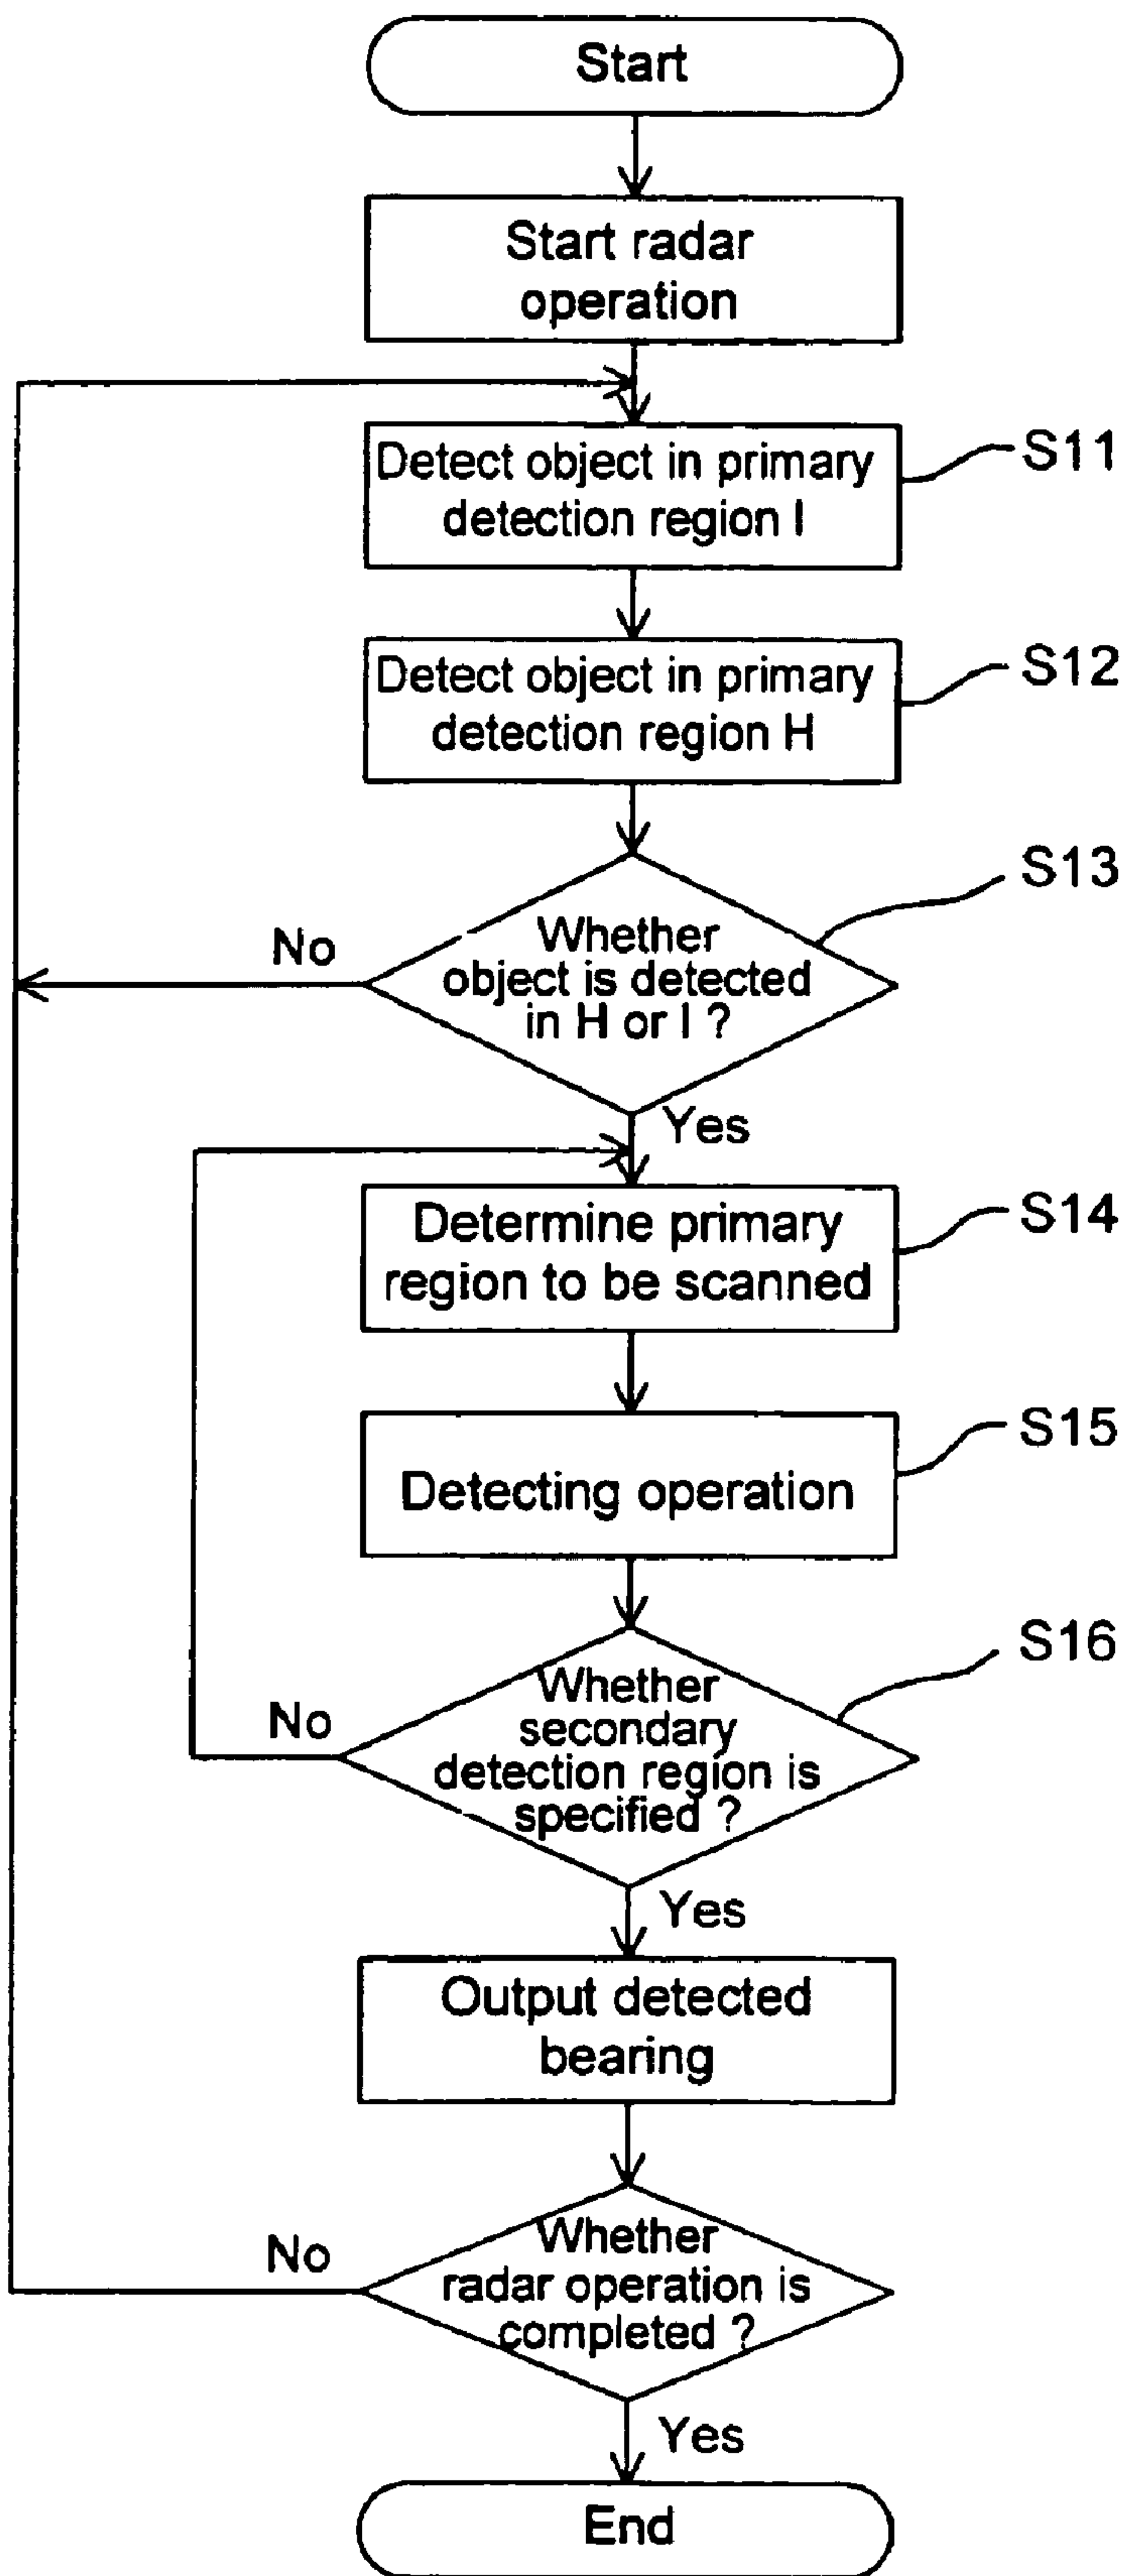 Start
Start radar
operation
Detect object in primary
detection region I
S11
Detect object in primary
detection region H
S12
Whether
object is detected
in H or I ?
S13
No
Yes
Determine primary
region to be scanned
S14
Detecting operation
S15
Whether
secondary
detection region is
specified ?
S16
No
Yes
Output detected
bearing
Whether
radar operation is
completed ?
No
Yes
End